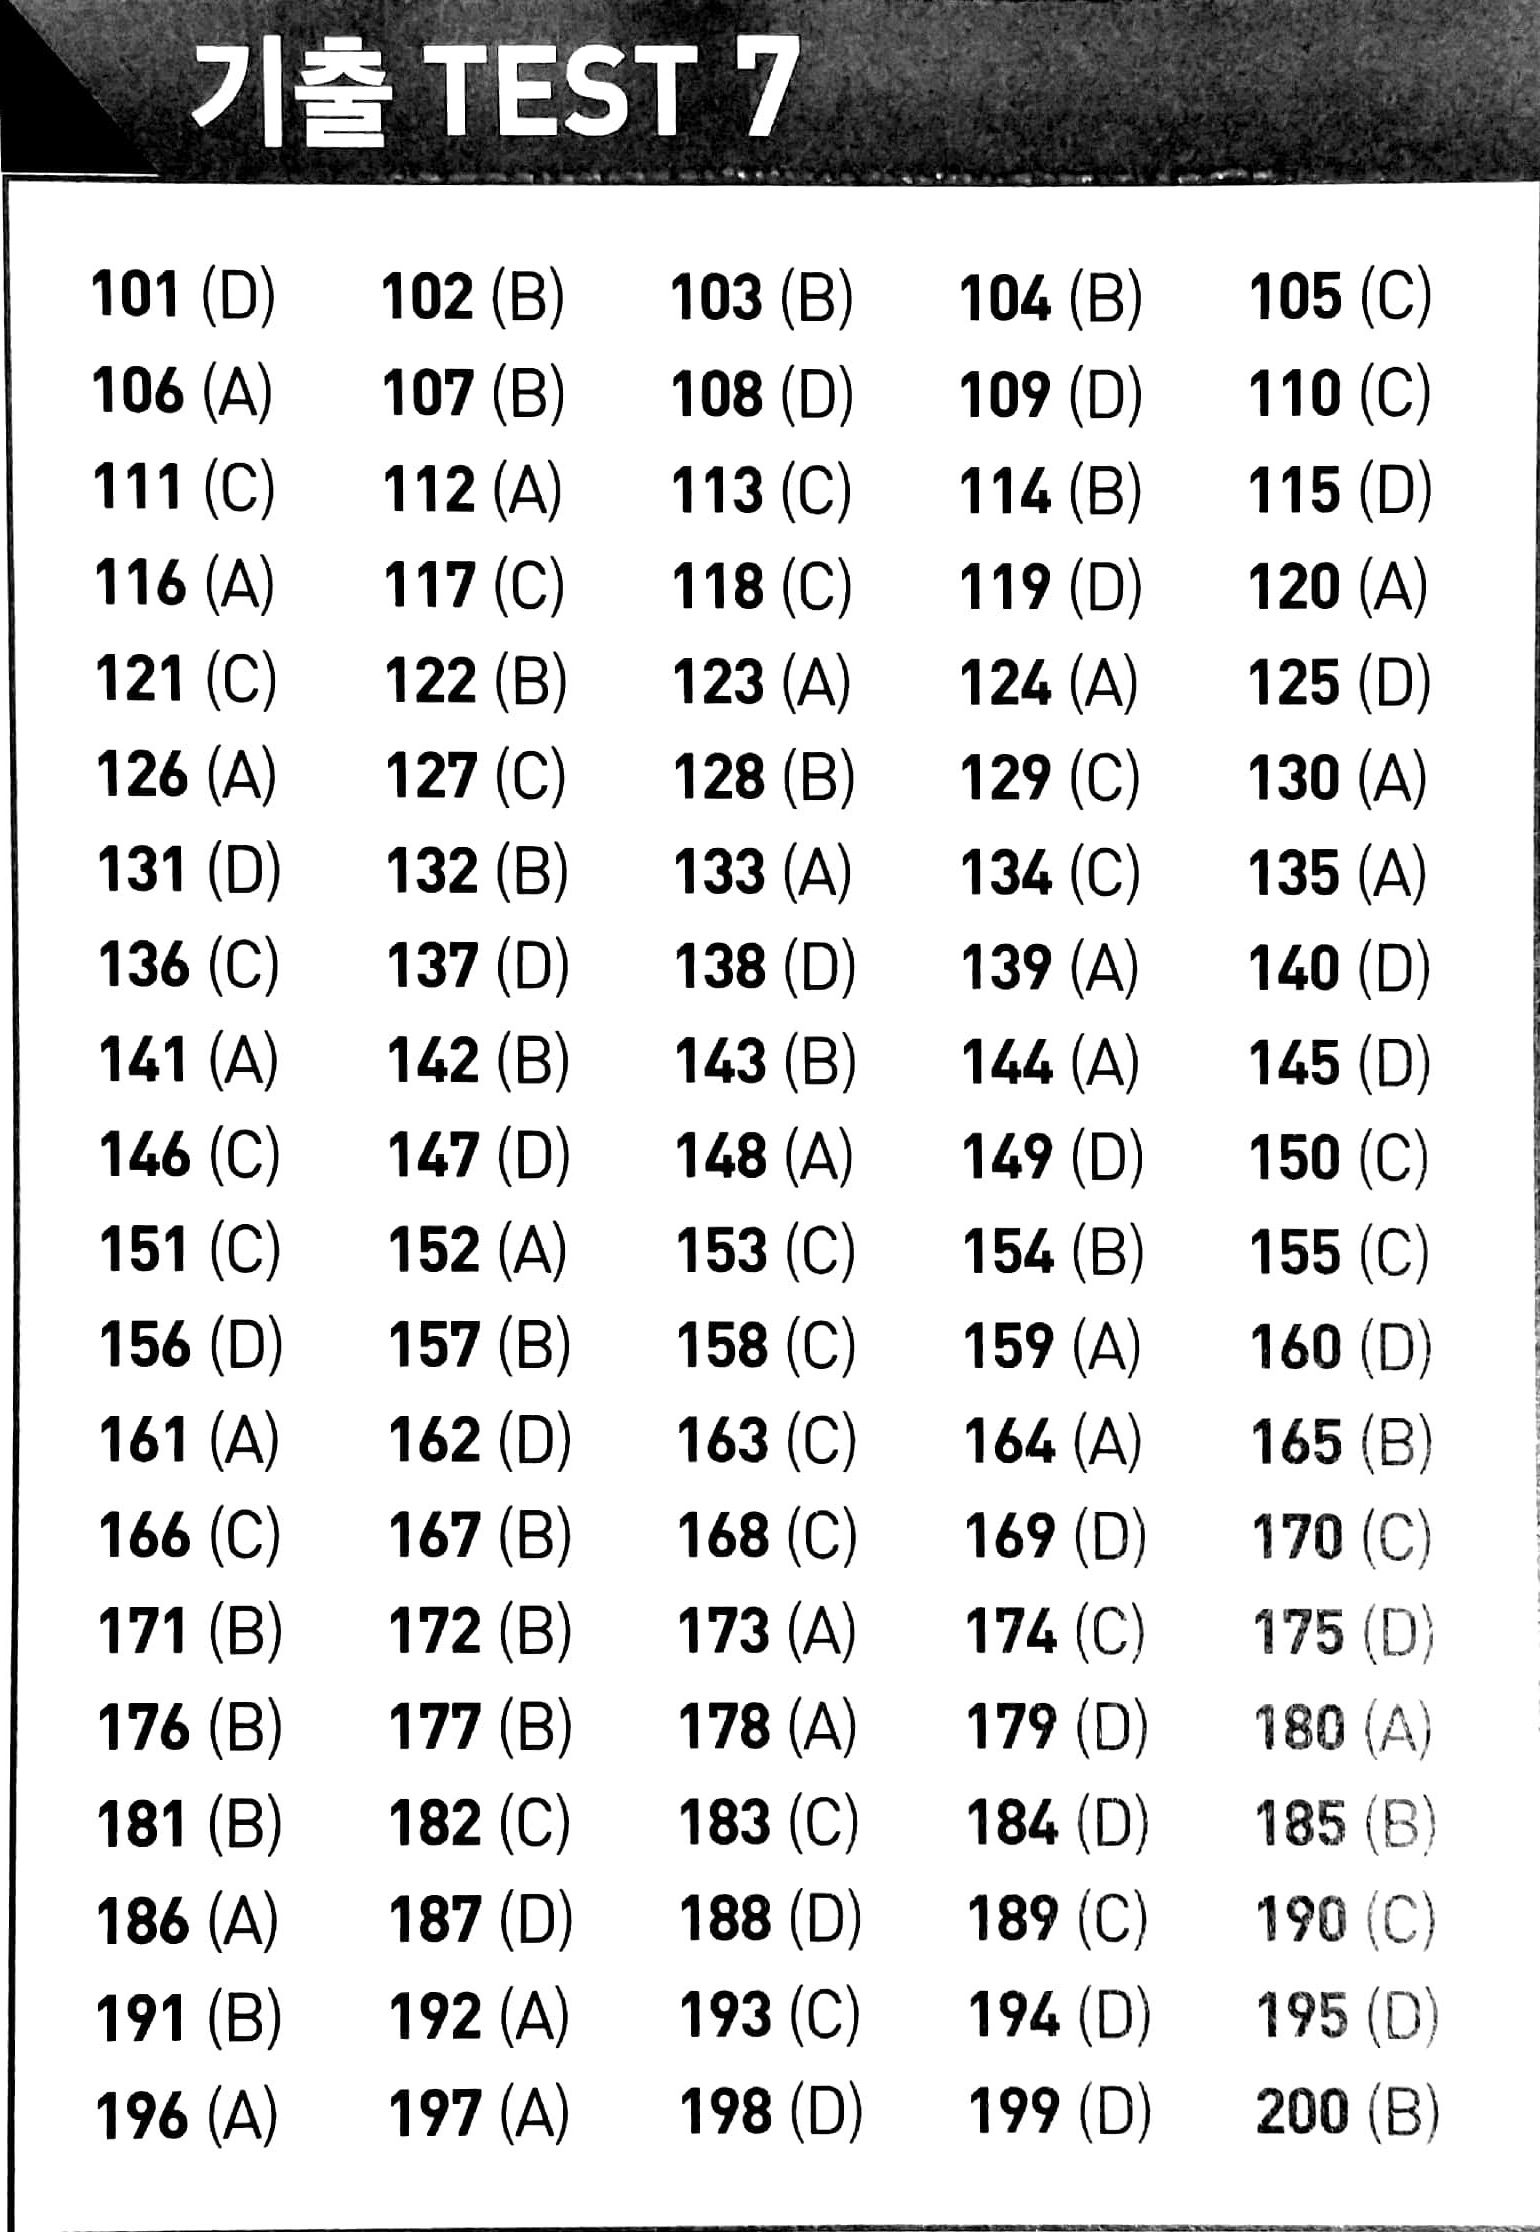 기출 TEST 7
101 (D) 102 (B) 103 (B) 104 (B) 105 (C)
106 (A) 107 (B) 108 (D) 109 (D) 110 (C)
111 (C) 112 (A) 113 (C) 114 (B) 115 (D)
116 (A) 117 (C) 118 (C) 119 (D) 120 (A)
121 (C) 122 (B) 123 (A) 124 (A) 125 (D)
126 (A) 127 (C) 128 (B) 129 (C) 130 (A)
131 (D) 132 (B) 133 (A) 134 (C) 135 (A)
136 (C) 137 (D) 138 (D) 139 (A) 140 (D)
141 (A) 142 (B) 143 (B) 144 (A) 145 (D)
146 (C) 147 (D) 148 (A) 149 (D) 150 (C)
151 (C) 152 (A) 153 (C) 154 (B) 155 (C)
156 (D) 157 (B) 158 (C) 159 (A) 160 (D)
161 (A) 162 (D) 163 (C) 164 (A) 165 (B)
166 (C) 167 (B) 168 (C) 169 (D) 170 (C)
171 (B) 172 (B) 173 (A) 174 (C) 175 (D)
176 (B) 177 (B) 178 (A) 179 (D) 180 (A)
181 (B) 182 (C) 183 (C) 184 (D) 185 (B)
186 (A) 187 (D) 188 (D) 189 (C) 190 (C)
191 (B) 192 (A) 193 (C) 194 (D) 195 (D)
196 (A) 197 (A) 198 (D) 199 (D) 200 (B)